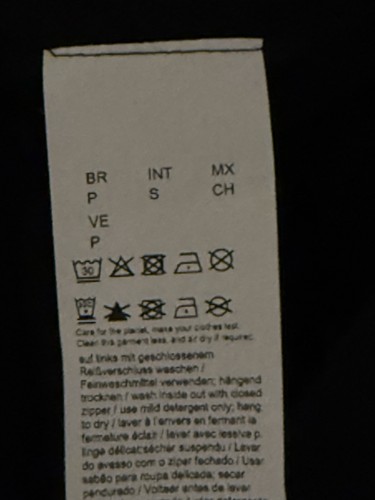 BR INT MX
P S CH
VE
P
30
Care for the planet, make your clothes last.
Clean this garment less, and air dry if required.
auf links mit geschlossenem
Reißverschluss waschen /
Feinwaschmittel verwenden; hängend
trocknen / wash inside out with closed
zipper / use mild detergent only; hang
to dry / laver à l'envers en fermant la
fermeture éclair / laver avec lessive p.
linge délicat;sécher suspendu / Lavar
do avesso com o zíper fechado / Usar
sabão para roupa delicada; secar
pendurado / Voltear antes de lavar